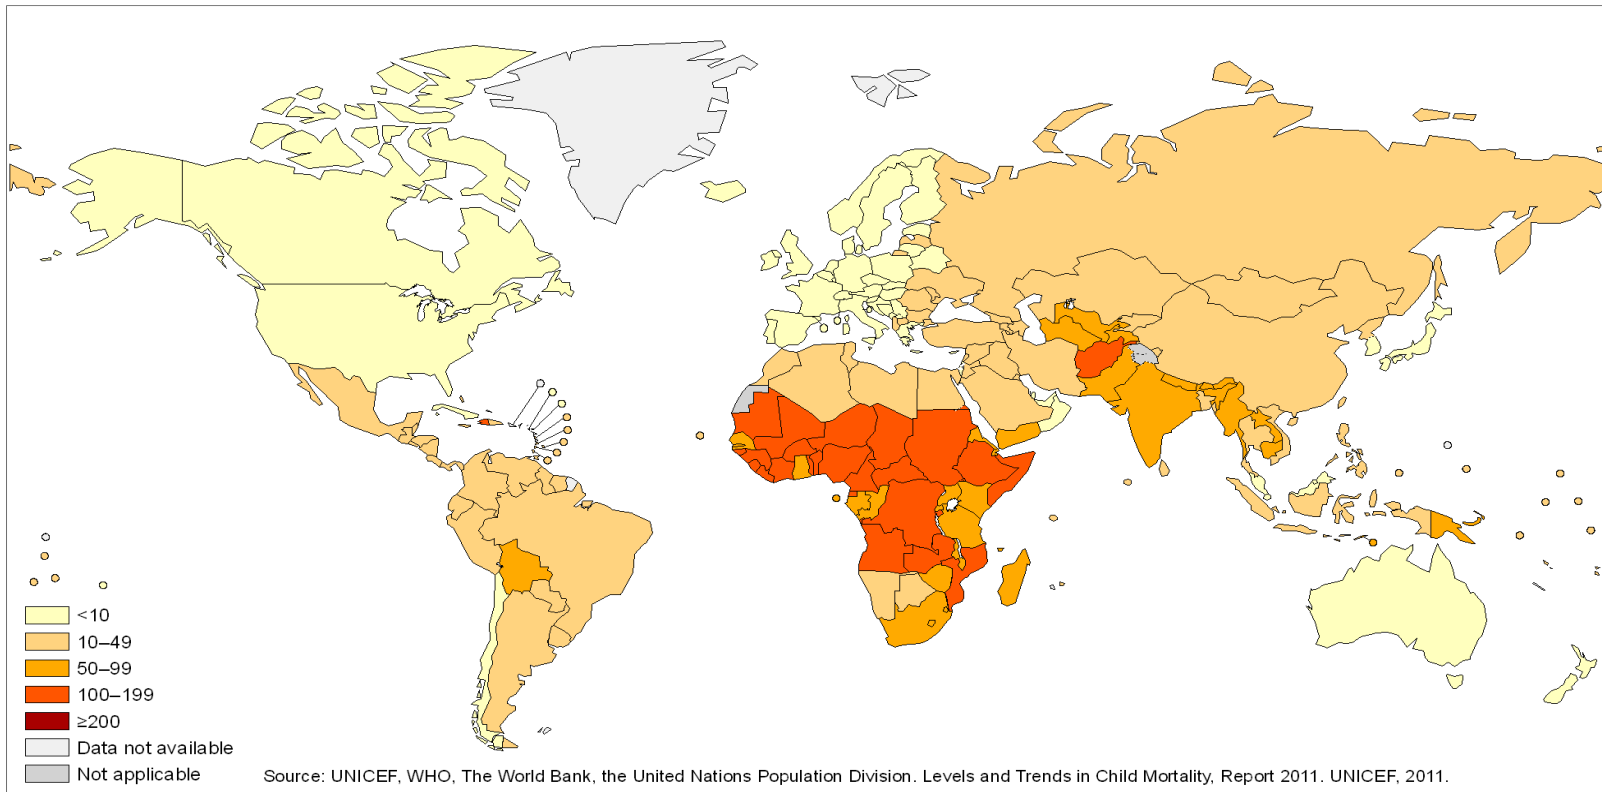 <10
10–49
50–99
100–199
≥200
Data not available
Not applicable
Source: UNICEF, WHO, The World Bank, the United Nations Population Division. Levels and Trends in Child Mortality, Report 2011. UNICEF, 2011.